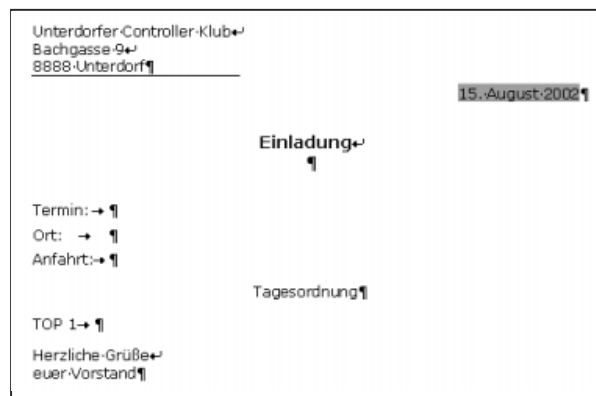 Unterdorfer Controller Klub
Bachgasse 9
8888 Unterdorf
15. August 2002
Einladung
Termin:
Ort:
Anfahrt:
Tagesordnung
TOP 1
Herzliche Grüße
euer Vorstand